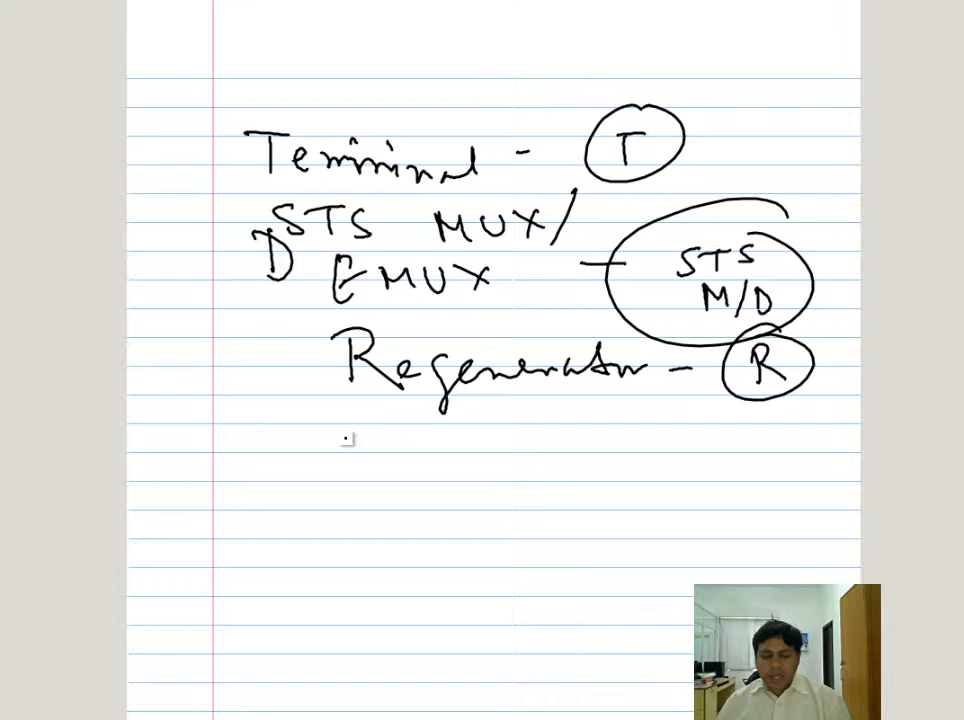 Terminal - T
STS MUX/
DEMUX - STS M/D
Regenerator - R